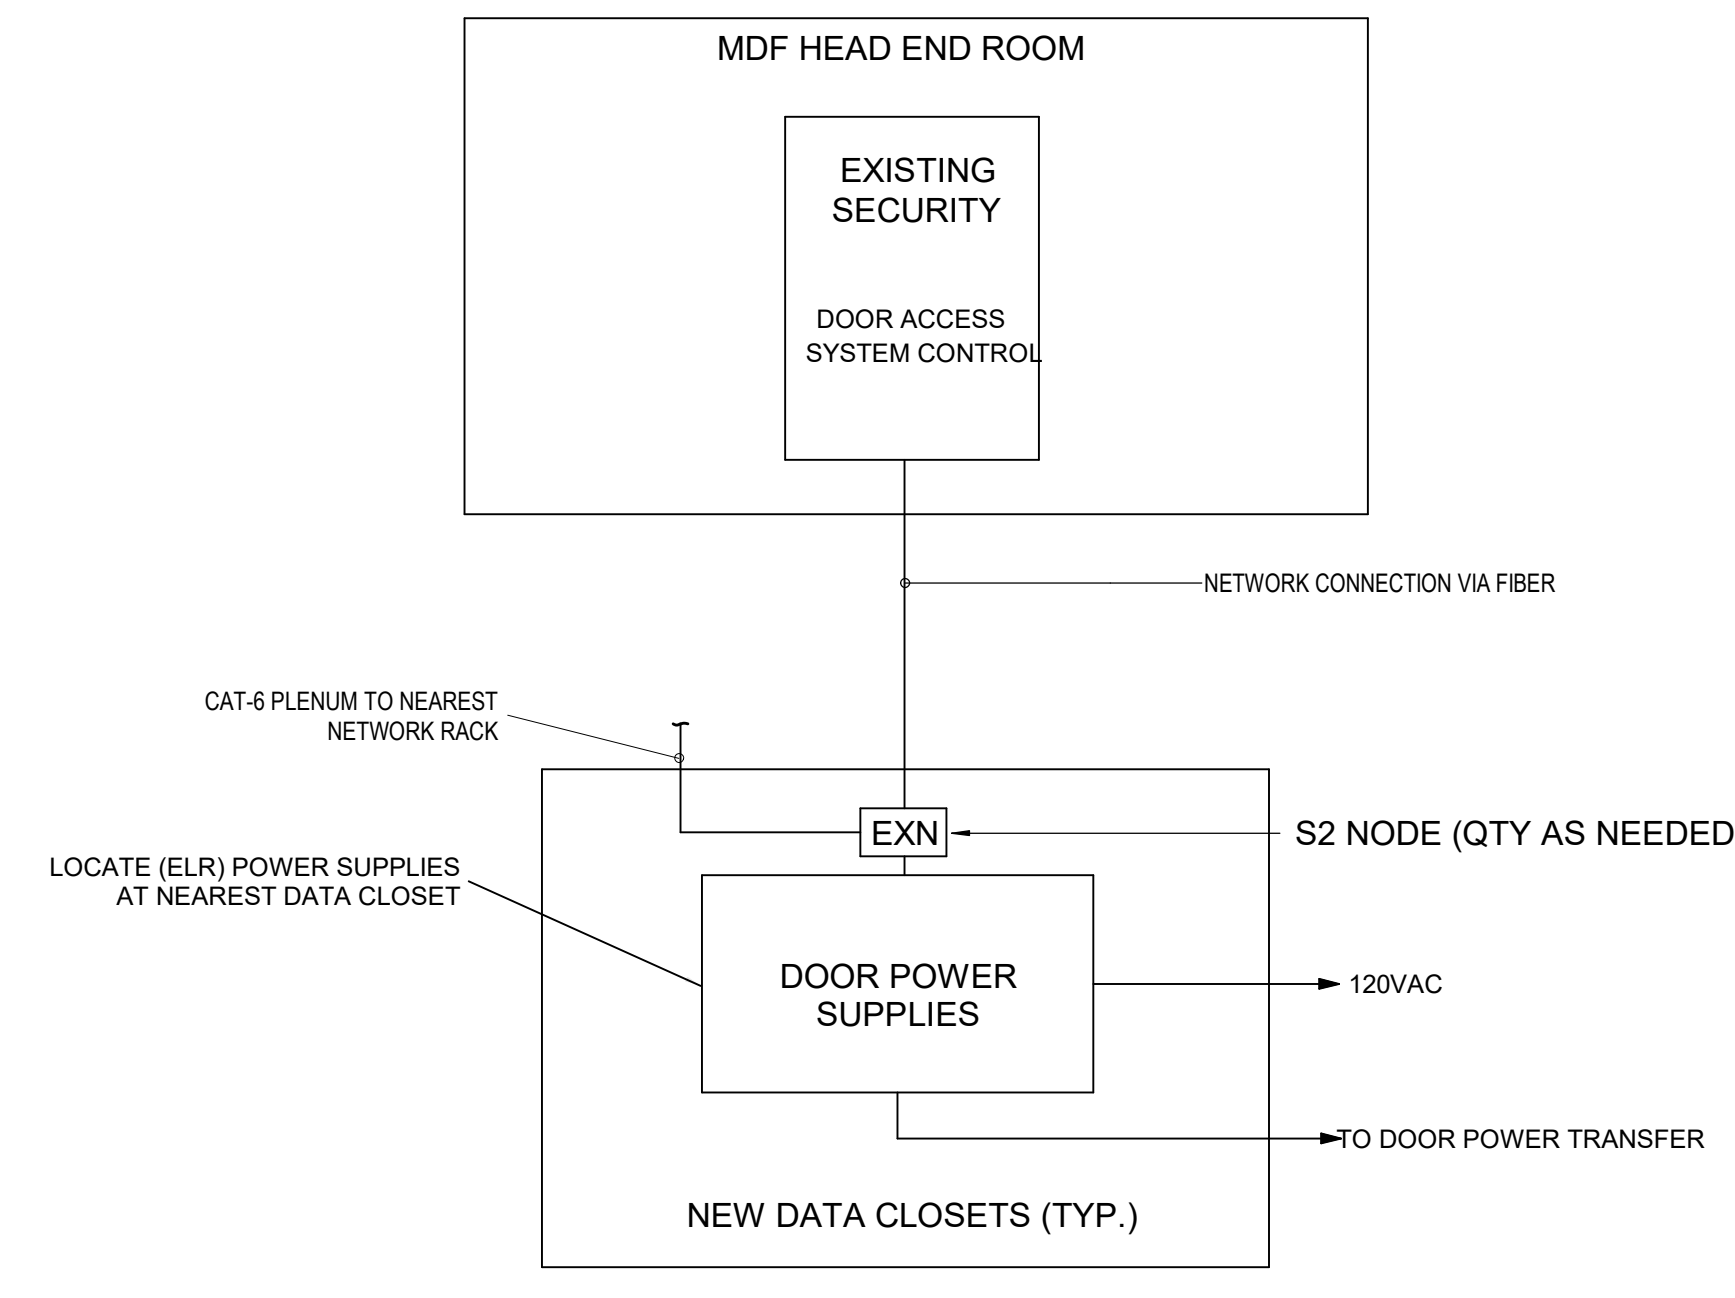 MDF HEAD END ROOM
EXISTING
SECURITY
DOOR ACCESS
SYSTEM CONTROL
NETWORK CONNECTION VIA FIBER
CAT-6 PLENUM TO NEAREST
NETWORK RACK
EXN
S2 NODE (QTY AS NEEDED
LOCATE (ELR) POWER SUPPLIES
AT NEAREST DATA CLOSET
DOOR POWER
SUPPLIES
120VAC
TO DOOR POWER TRANSFER
NEW DATA CLOSETS (TYP.)